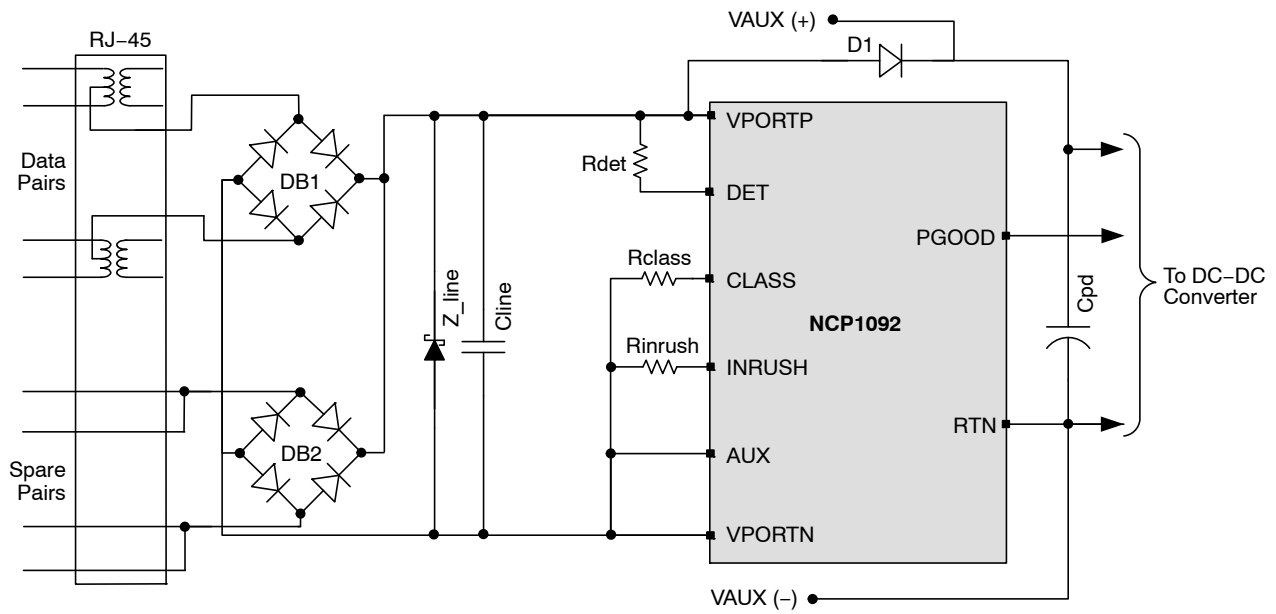 VAUX (+)
RJ−45
D1
VPORTP
Data
Pairs
DB1
Rdet
DET
PGOOD
Rclass
CLASS
To DC−DC
Converter
Z_line
Cline
Cpd
NCP1092
Rinrush
INRUSH
RTN
DB2
AUX
Spare
Pairs
VPORTN
VAUX (−)